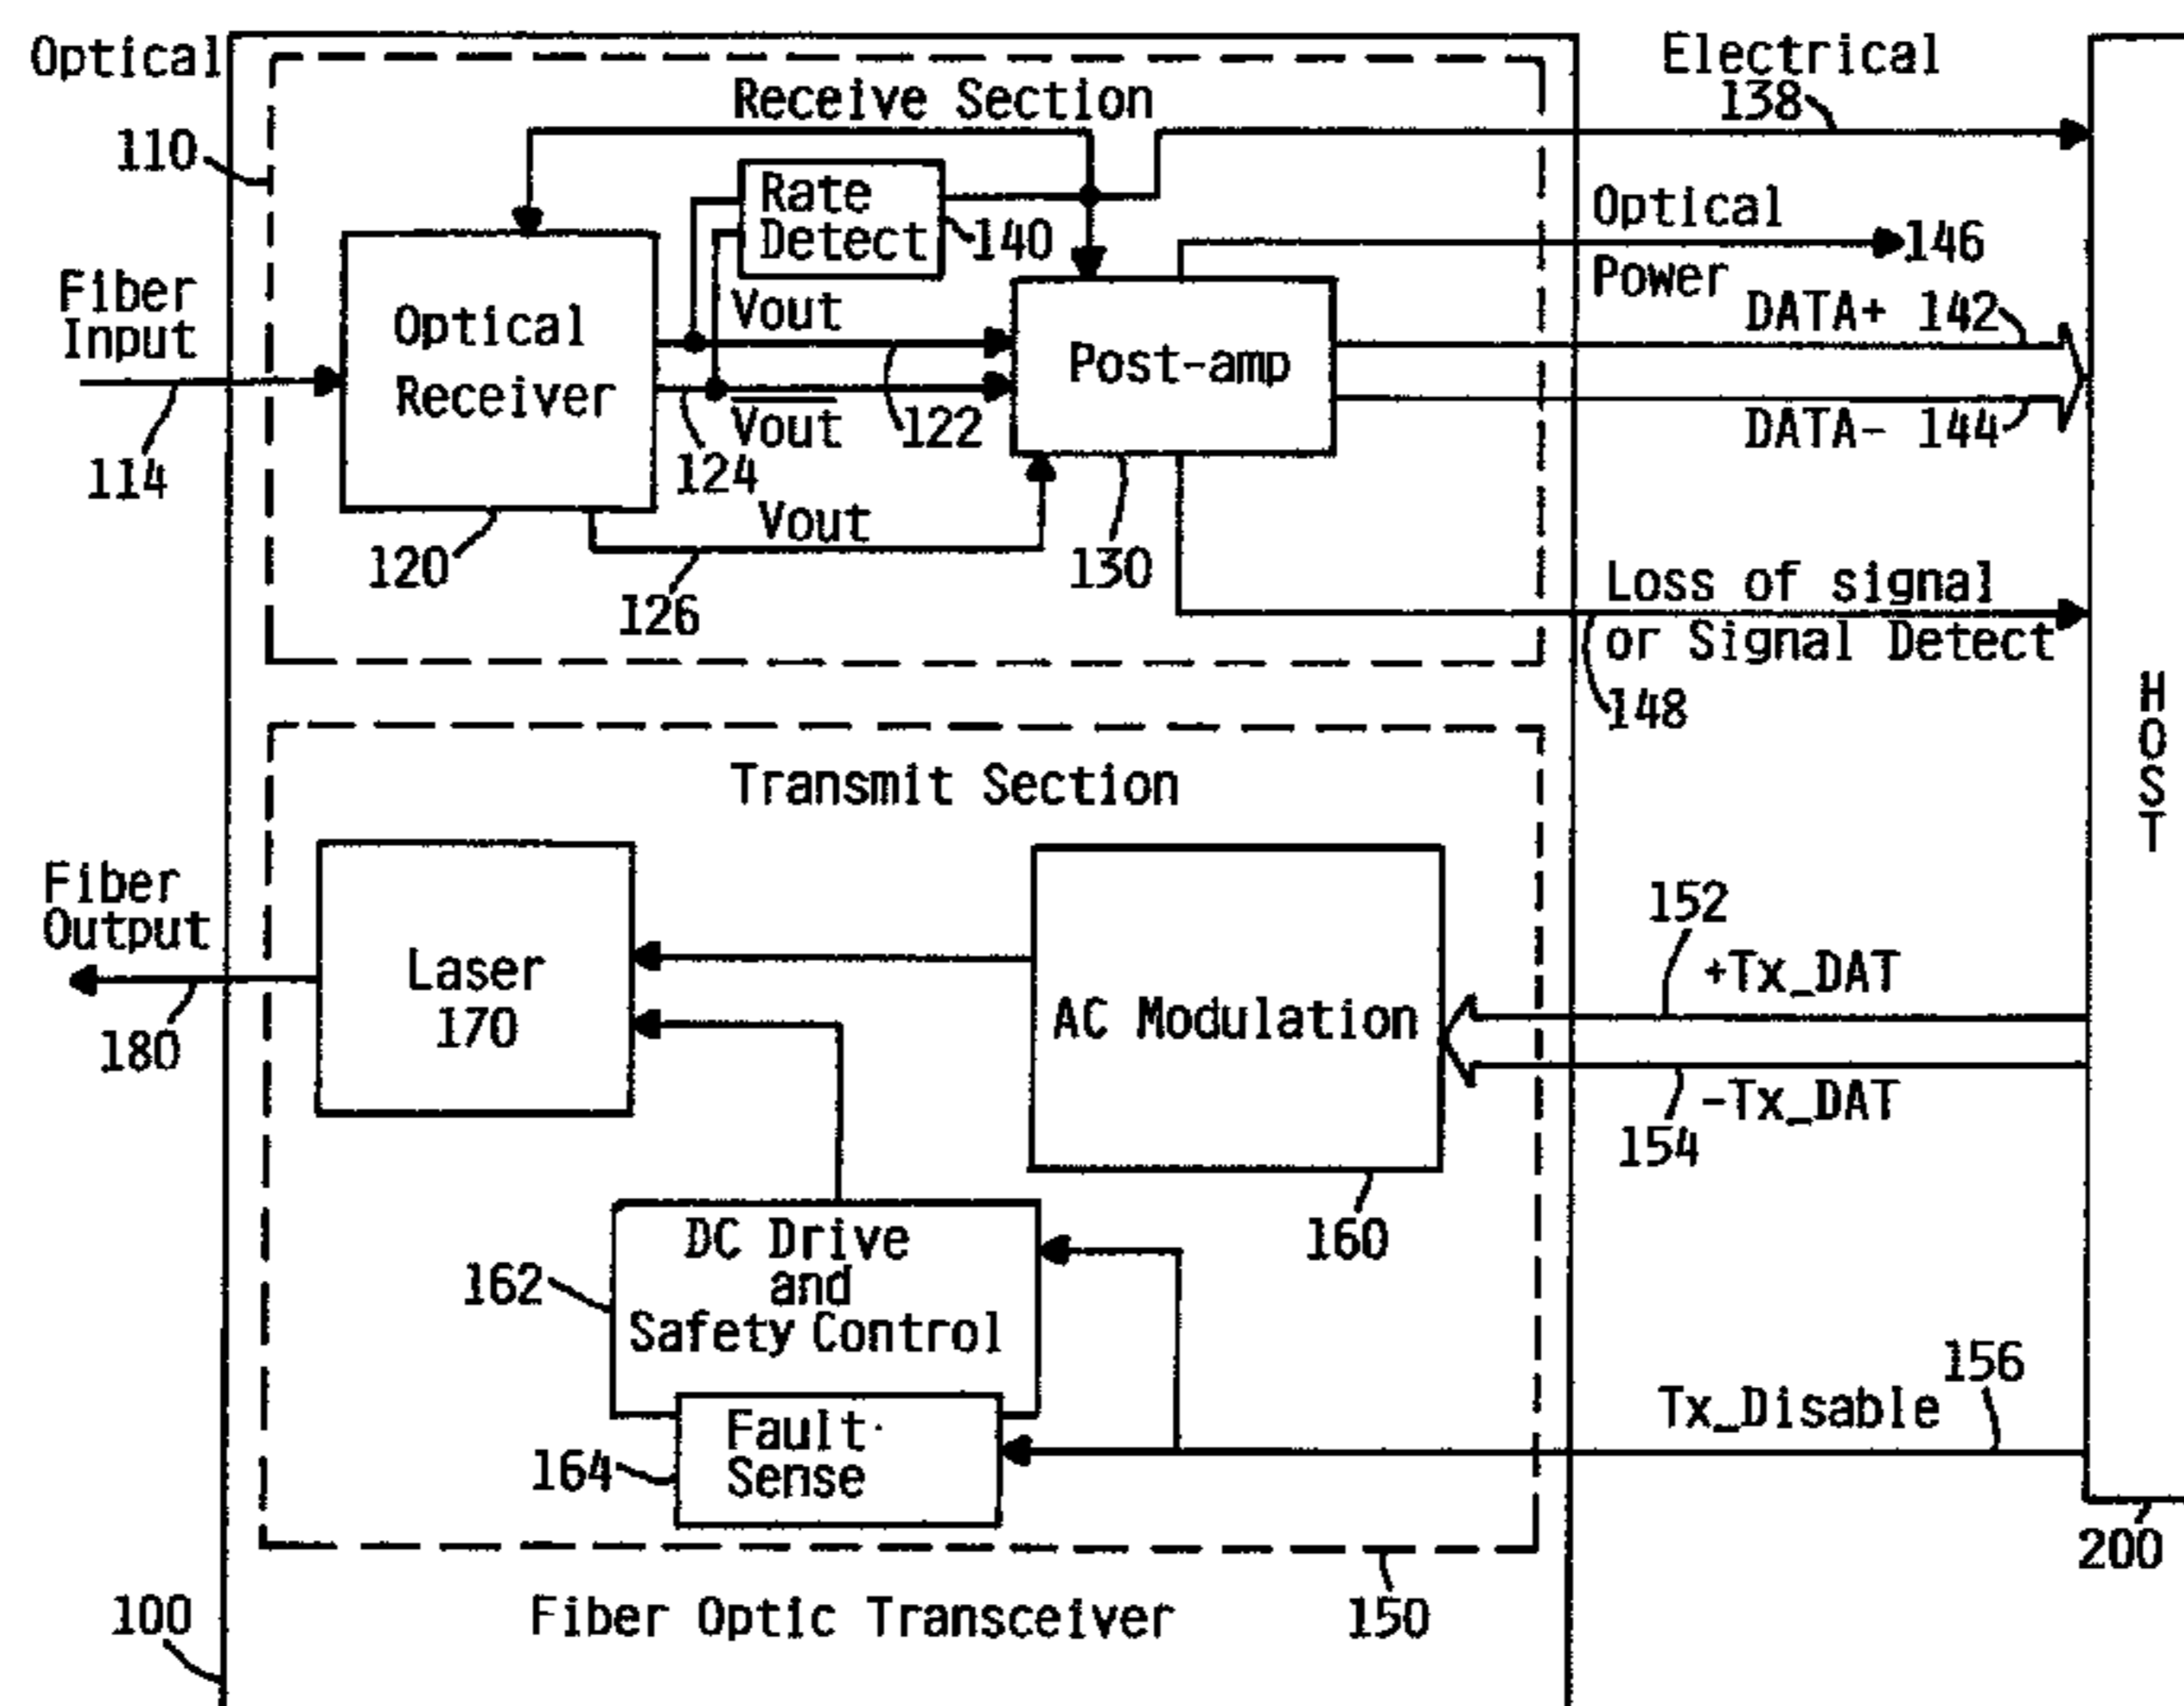 Optical
Electrical
138
Receive Section
110
Rate
Detect
140
Optical
Power
146
Fiber
Input
Optical
Receiver
Vout
Vout
Post-amp
DATA+ 142
DATA- 144
122
124
114
Vout
120
126
130
Loss of signal
or Signal Detect
148
HOST
Transmit Section
Fiber
Output
Laser
170
180
AC Modulation
152
+Tx_DAT
-Tx_DAT
154
160
DC Drive
and
Safety Control
162
Fault
Sense
164
156
Tx_Disable
200
100
Fiber Optic Transceiver
150